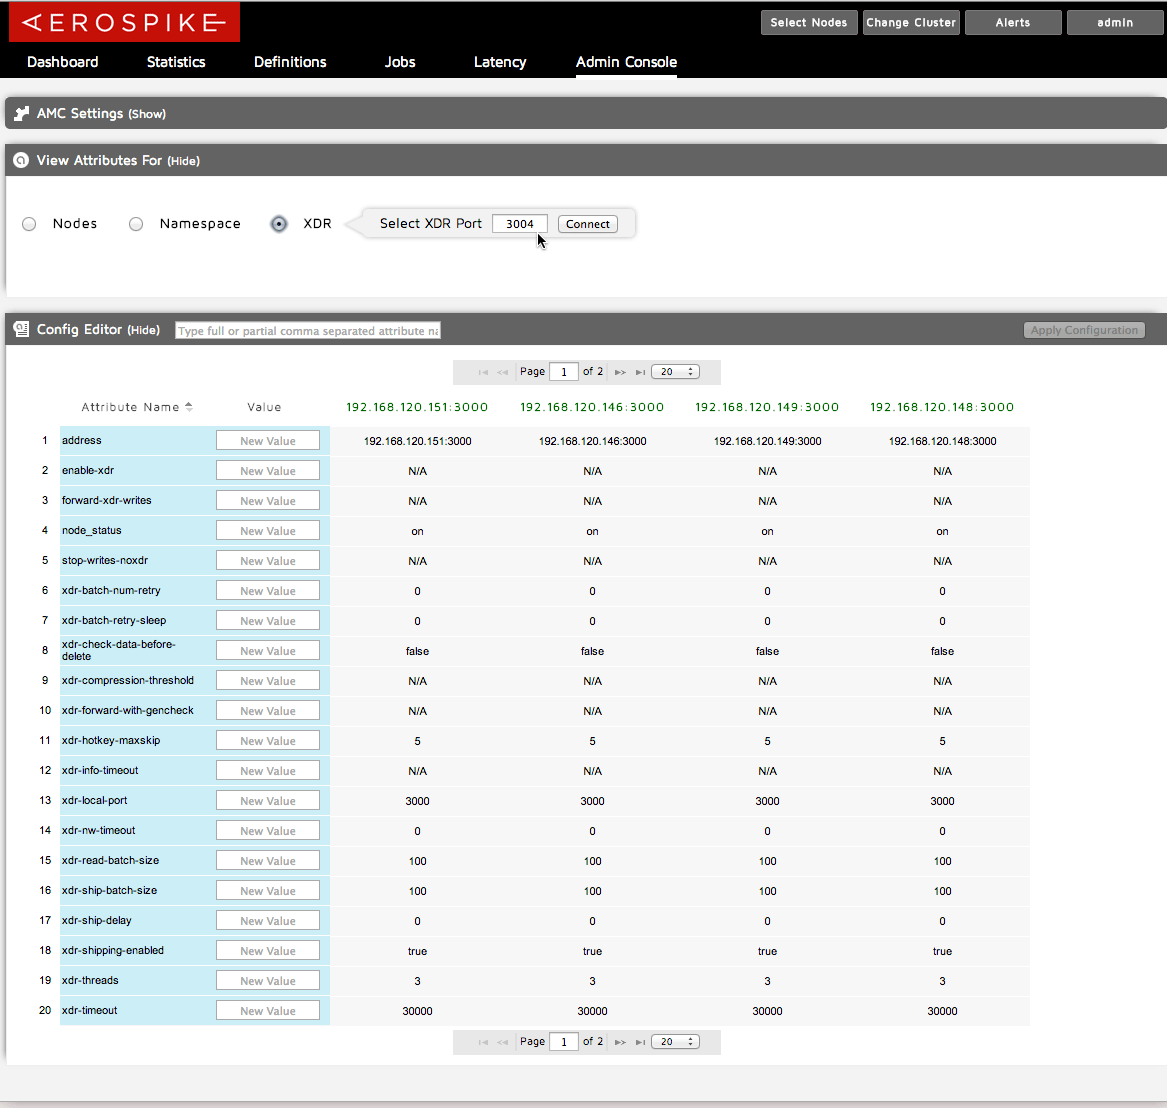 AEROSPIKE
Select Nodes Change Cluster Alerts admin
Dashboard Statistics Definitions Jobs Latency Admin Console
AMC Settings (Show)
View Attributes For (Hide)
Nodes Namespace XDR Select XDR Port 3004 Connect
Config Editor (Hide) Type full or partial comma separated attribute na Apply Configuration
Page 1 of 2 20
Attribute Name Value 192.168.120.151:3000 192.168.120.146:3000 192.168.120.149:3000 192.168.120.148:3000
1 address New Value 192.168.120.151:3000 192.168.120.146:3000 192.168.120.149:3000 192.168.120.148:3000
2 enable-xdr New Value N/A N/A N/A N/A
3 forward-xdr-writes New Value N/A N/A N/A N/A
4 node_status New Value on on on on
5 stop-writes-noxdr New Value N/A N/A N/A N/A
6 xdr-batch-num-retry New Value 0 0 0 0
7 xdr-batch-retry-sleep New Value 0 0 0 0
8 xdr-check-data-before-
delete New Value false false false false
9 xdr-compression-threshold New Value N/A N/A N/A N/A
10 xdr-forward-with-gencheck New Value N/A N/A N/A N/A
11 xdr-hotkey-maxskip New Value 5 5 5 5
12 xdr-info-timeout New Value N/A N/A N/A N/A
13 xdr-local-port New Value 3000 3000 3000 3000
14 xdr-nw-timeout New Value 0 0 0 0
15 xdr-read-batch-size New Value 100 100 100 100
16 xdr-ship-batch-size New Value 100 100 100 100
17 xdr-ship-delay New Value 0 0 0 0
18 xdr-shipping-enabled New Value true true true true
19 xdr-threads New Value 3 3 3 3
20 xdr-timeout New Value 30000 30000 30000 30000
Page 1 of 2 20